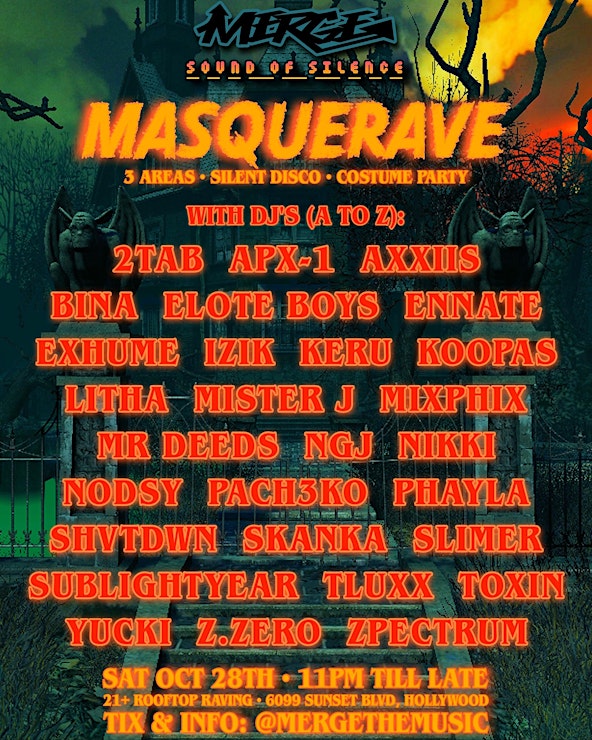 MERGE
SOUND OF SILENCE
MASQUERAVE
3 AREAS • SILENT DISCO • COSTUME PARTY
WITH DJ'S (A TO Z):
2TAB APX-1 AXXIIS
BINA ELOTE BOYS ENNATE
EXHUME IZIK KERU KOOPAS
LITHA MISTER J MIXPHIX
MR DEEDS NGJ NIKKI
NODSY PACH3KO PHAYLA
SHVTDWN SKANKA SLIMER
SUBLIGHTYEAR TLUXX TOXIN
YUCKI Z.ZERO ZPECTRUM
SAT OCT 28TH • 11PM TILL LATE
21+ ROOFTOP RAVING • 6099 SUNSET BLVD, HOLLYWOOD
TIX & INFO: @MERGETHEMUSIC